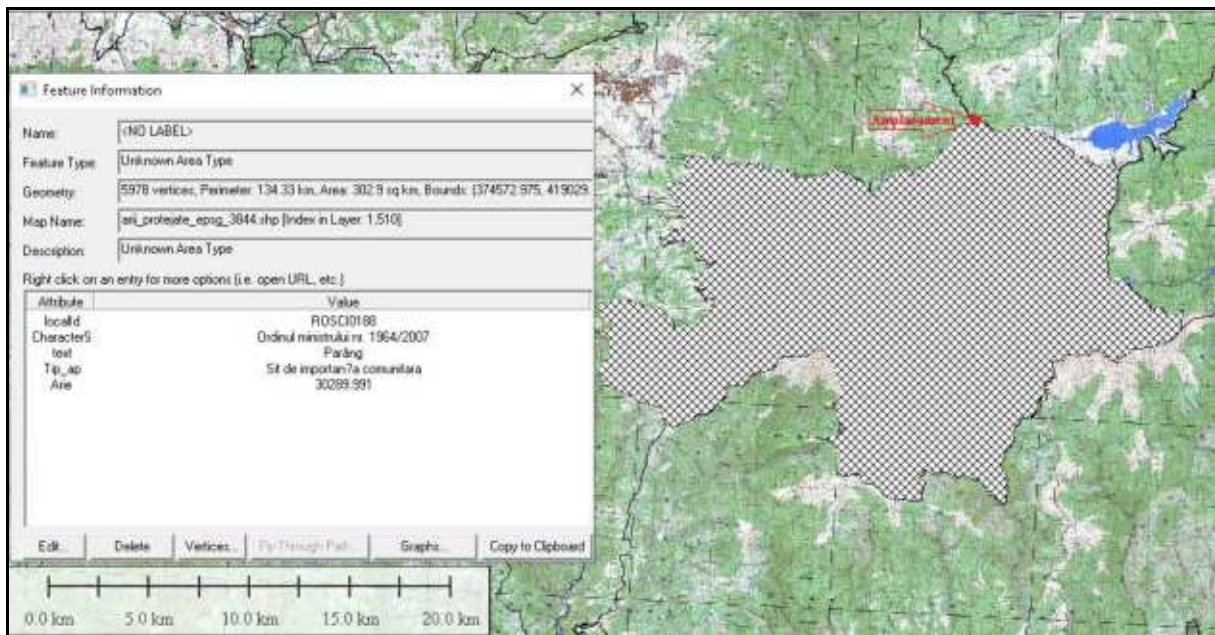 Feature Information
Name: <NO LABEL>
Feature Type: Unknown Area Type
Geometry: 5978 vertices, Perimeter: 134.33 km, Area: 302.9 sq km, Bounds: (374572.975, 419029.
Map Name: arii_protejate_epsg_3844.shp [Index in Layer: 1.510]
Description: Unknown Area Type
Right click on an entry for more options (i.e. open URL, etc.)
Attribute Value
localId ROSCI0188
CharacterS Ordinul ministrului nr. 1964/2007
text Parâng
Tip_ap Sit de importan?a comunitara
Arie 30289.991
Edit... Delete Vertices... Fly-Through Path... Graphs... Copy to Clipboard
Amplasament
0.0 km 5.0 km 10.0 km 15.0 km 20.0 km